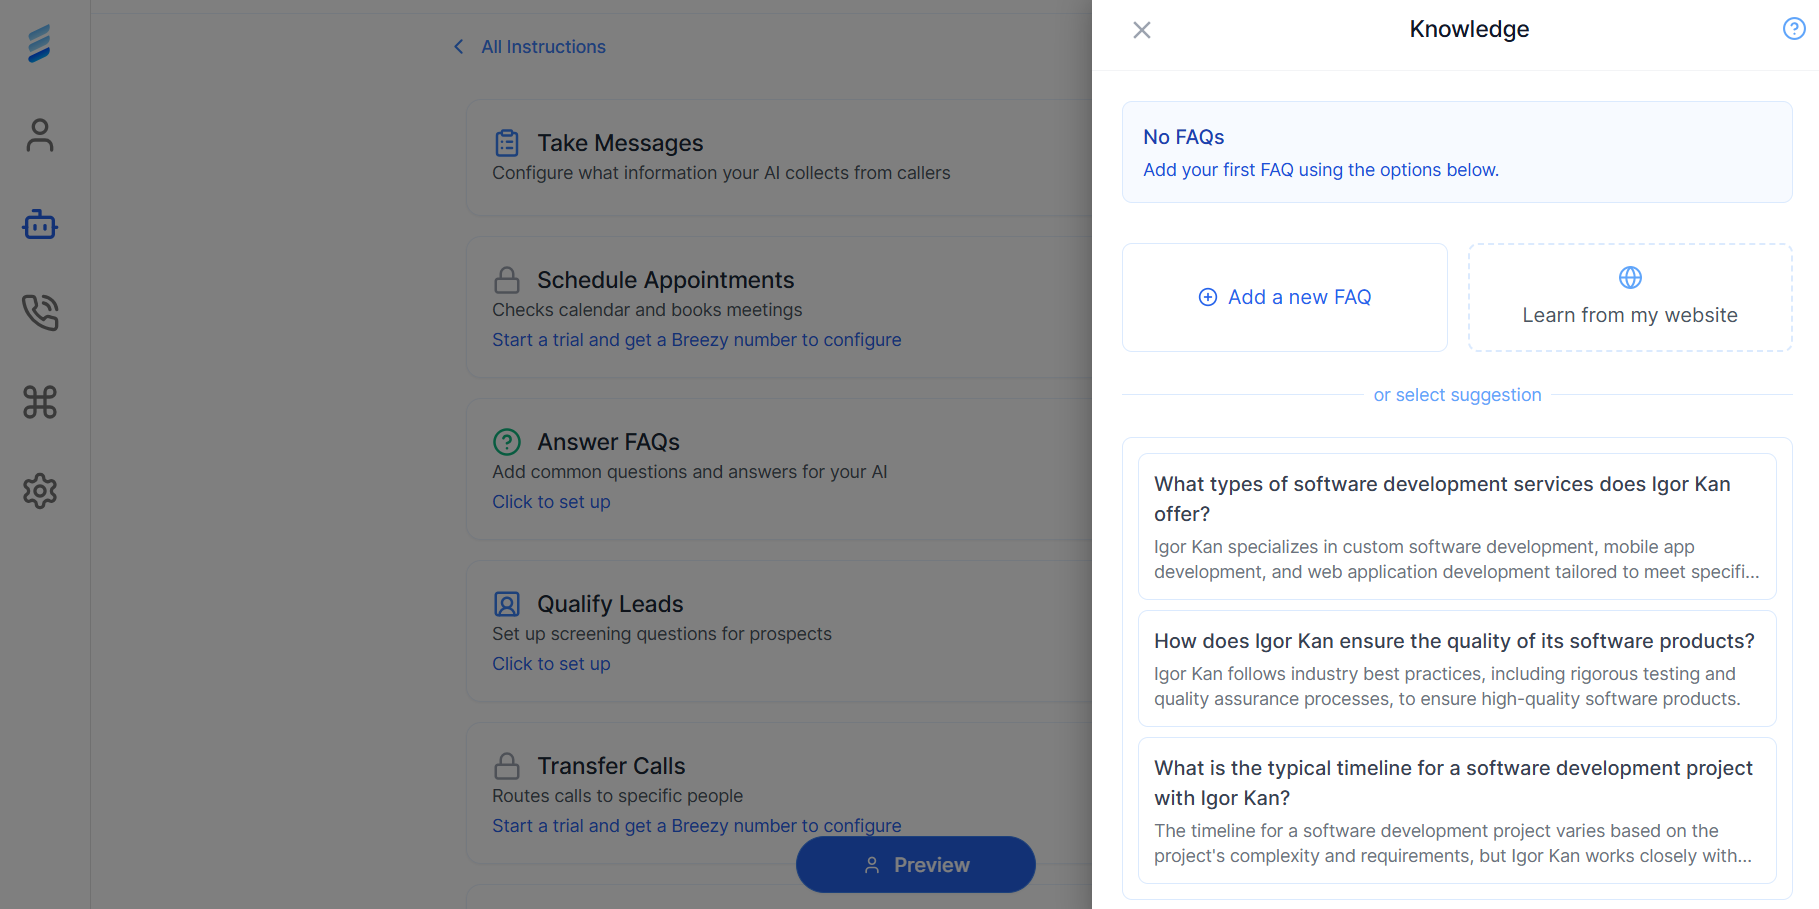 All Instructions
Take Messages
Configure what information your AI collects from callers
Schedule Appointments
Checks calendar and books meetings
Start a trial and get a Breezy number to configure
Answer FAQs
Add common questions and answers for your AI
Click to set up
Qualify Leads
Set up screening questions for prospects
Click to set up
Transfer Calls
Routes calls to specific people
Start a trial and get a Breezy number to configure
Preview
Knowledge
No FAQs
Add your first FAQ using the options below.
Add a new FAQ
Learn from my website
or select suggestion
What types of software development services does Igor Kan
offer?
Igor Kan specializes in custom software development, mobile app
development, and web application development tailored to meet specifi...
How does Igor Kan ensure the quality of its software products?
Igor Kan follows industry best practices, including rigorous testing and
quality assurance processes, to ensure high-quality software products.
What is the typical timeline for a software development project
with Igor Kan?
The timeline for a software development project varies based on the
project's complexity and requirements, but Igor Kan works closely with...